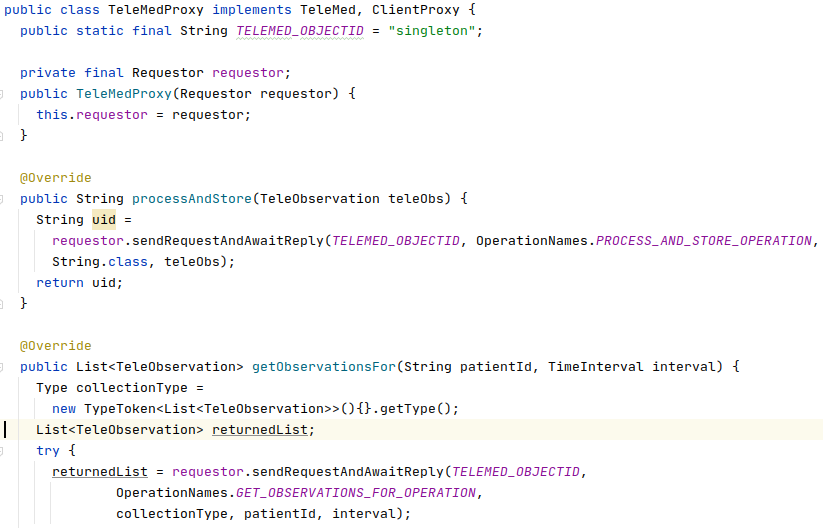 public class TeleMedProxy implements TeleMed, ClientProxy {
  public static final String TELEMED_OBJECTID = "singleton";

  private final Requestor requestor;
  public TeleMedProxy(Requestor requestor) {
    this.requestor = requestor;
  }

  @Override
  public String processAndStore(TeleObservation teleObs) {
    String uid =
      requestor.sendRequestAndAwaitReply(TELEMED_OBJECTID, OperationNames.PROCESS_AND_STORE_OPERATION,
      String.class, teleObs);
    return uid;
  }

  @Override
  public List<TeleObservation> getObservationsFor(String patientId, TimeInterval interval) {
    Type collectionType =
      new TypeToken<List<TeleObservation>>(){}.getType();
    List<TeleObservation> returnedList;
    try {
      returnedList = requestor.sendRequestAndAwaitReply(TELEMED_OBJECTID,
              OperationNames.GET_OBSERVATIONS_FOR_OPERATION,
              collectionType, patientId, interval);